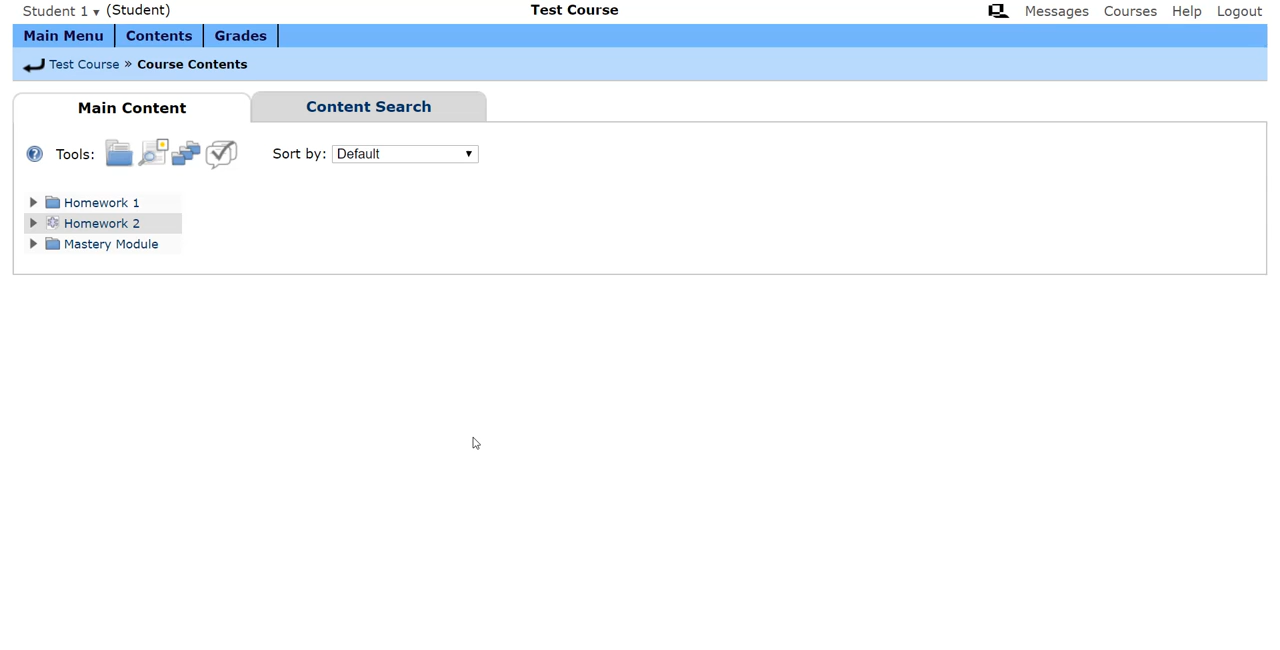 Student 1 (Student) Test Course Messages Courses Help Logout
Main Menu Contents Grades
Test Course » Course Contents
Main Content Content Search
Tools: Sort by: Default
Homework 1
Homework 2
Mastery Module